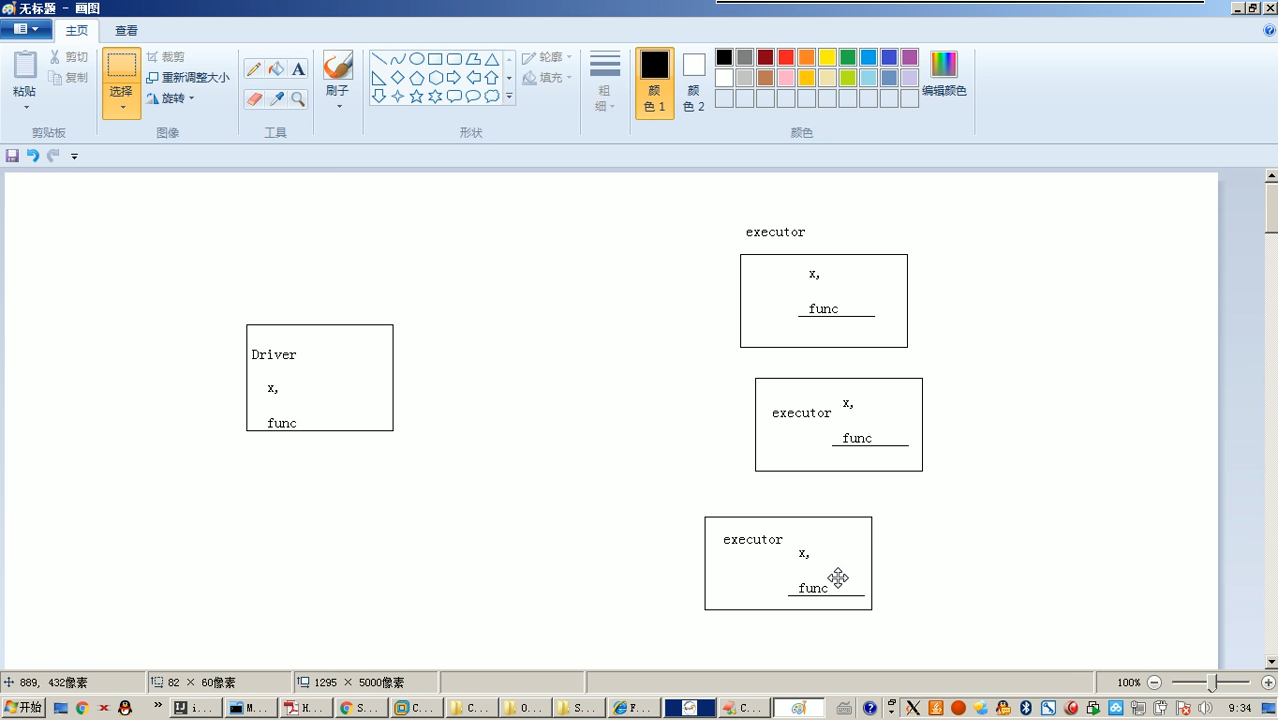 无标题 - 画图
主页
查看
粘贴
剪切
复制
剪贴板
选择
裁剪
重新调整大小
旋转
图像
A
工具
刷子
轮廓
填充
形状
粗
细
颜
色 1
颜
色 2
编辑颜色
颜色
executor
x,
func
Driver
x,
func
executor
x,
func
executor
x,
func
889, 432像素
82 × 60像素
1295 × 5000像素
100%
开始
i...
M...
H...
S...
C...
C...
O...
S...
F...
C...
9:34